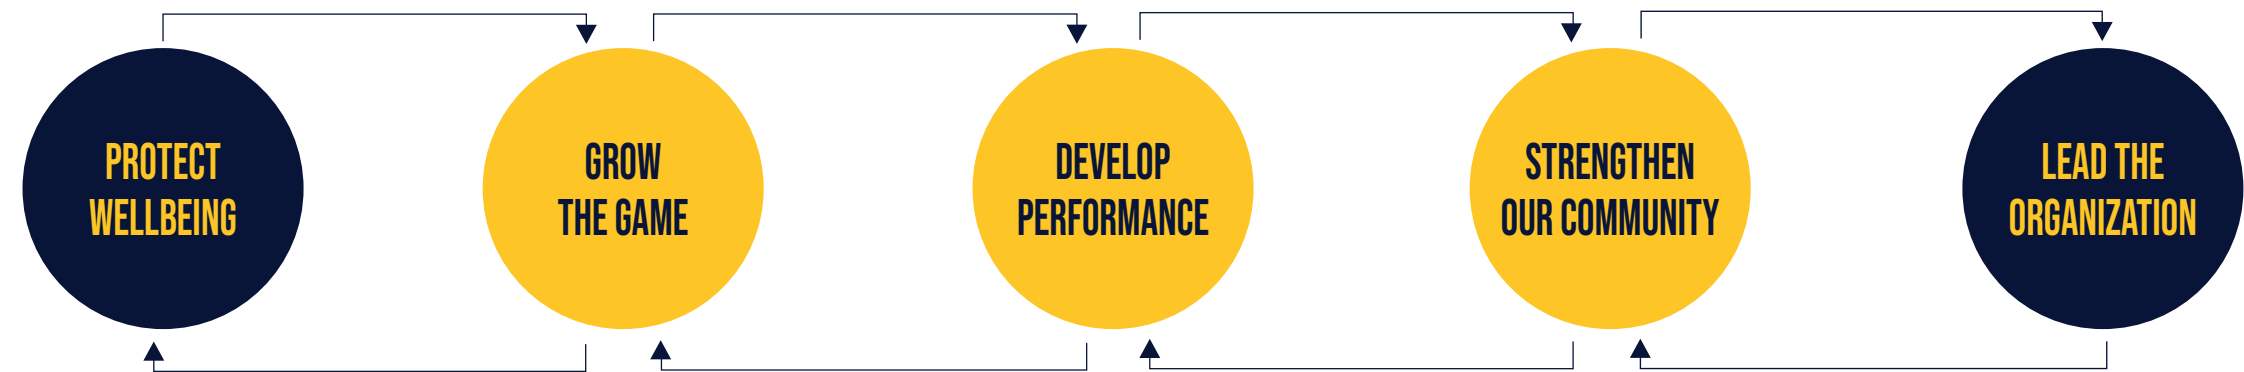 PROTECT
WELLBEING
GROW
THE GAME
DEVELOP
PERFORMANCE
STRENGTHEN
OUR COMMUNITY
LEAD THE
ORGANIZATION